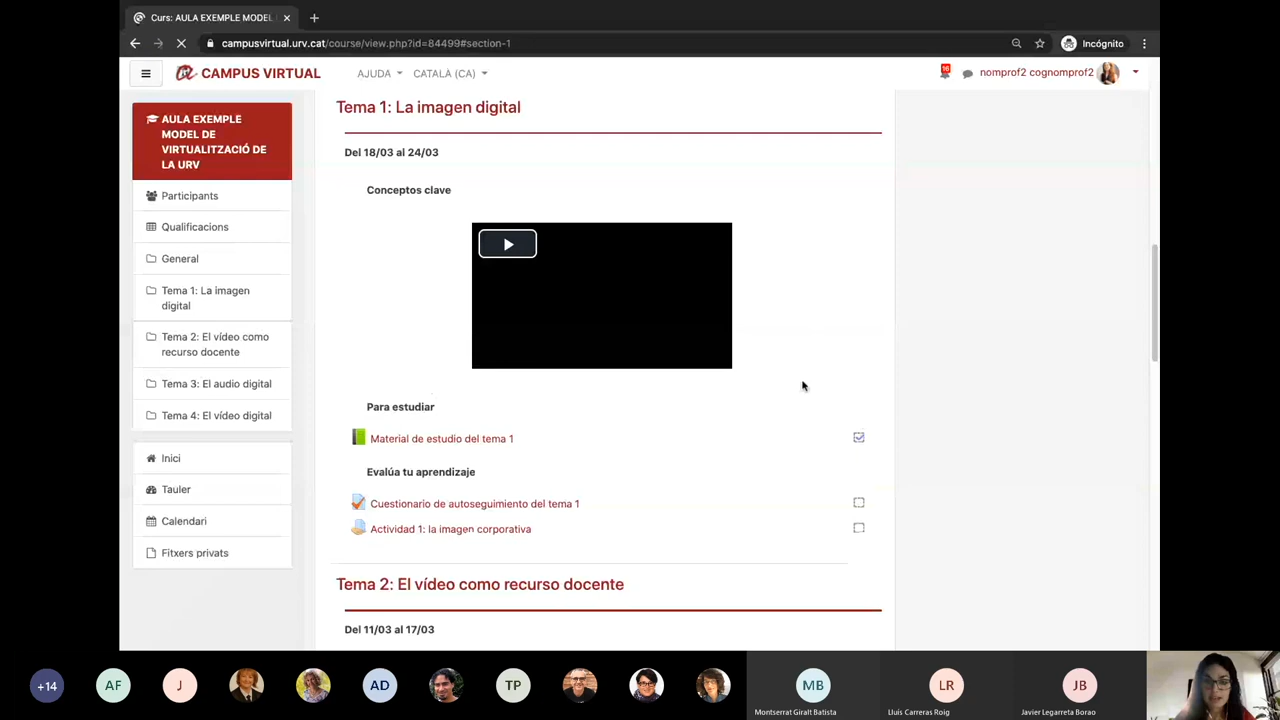 Curs: AULA EXEMPLE MODEL
campusvirtual.urv.cat/course/view.php?id=84499#section-1
Incógnito
CAMPUS VIRTUAL
AJUDA
CATALÀ (CA)
nomprof2 cognomprof2
AULA EXEMPLE
MODEL DE
VIRTUALITZACIÓ DE
LA URV
Participants
Qualificacions
General
Tema 1: La imagen
digital
Tema 2: El vídeo como
recurso docente
Tema 3: El audio digital
Tema 4: El vídeo digital
Inici
Tauler
Calendari
Fitxers privats
Tema 1: La imagen digital
Del 18/03 al 24/03
Conceptos clave
Para estudiar
Material de estudio del tema 1
Evalúa tu aprendizaje
Cuestionario de autoseguimiento del tema 1
Actividad 1: la imagen corporativa
Tema 2: El vídeo como recurso docente
Del 11/03 al 17/03
+14
AF
J
AD
TP
MB
Montserrat Giralt Batista
LR
Lluís Carreras Roig
JB
Javier Legarreta Borao